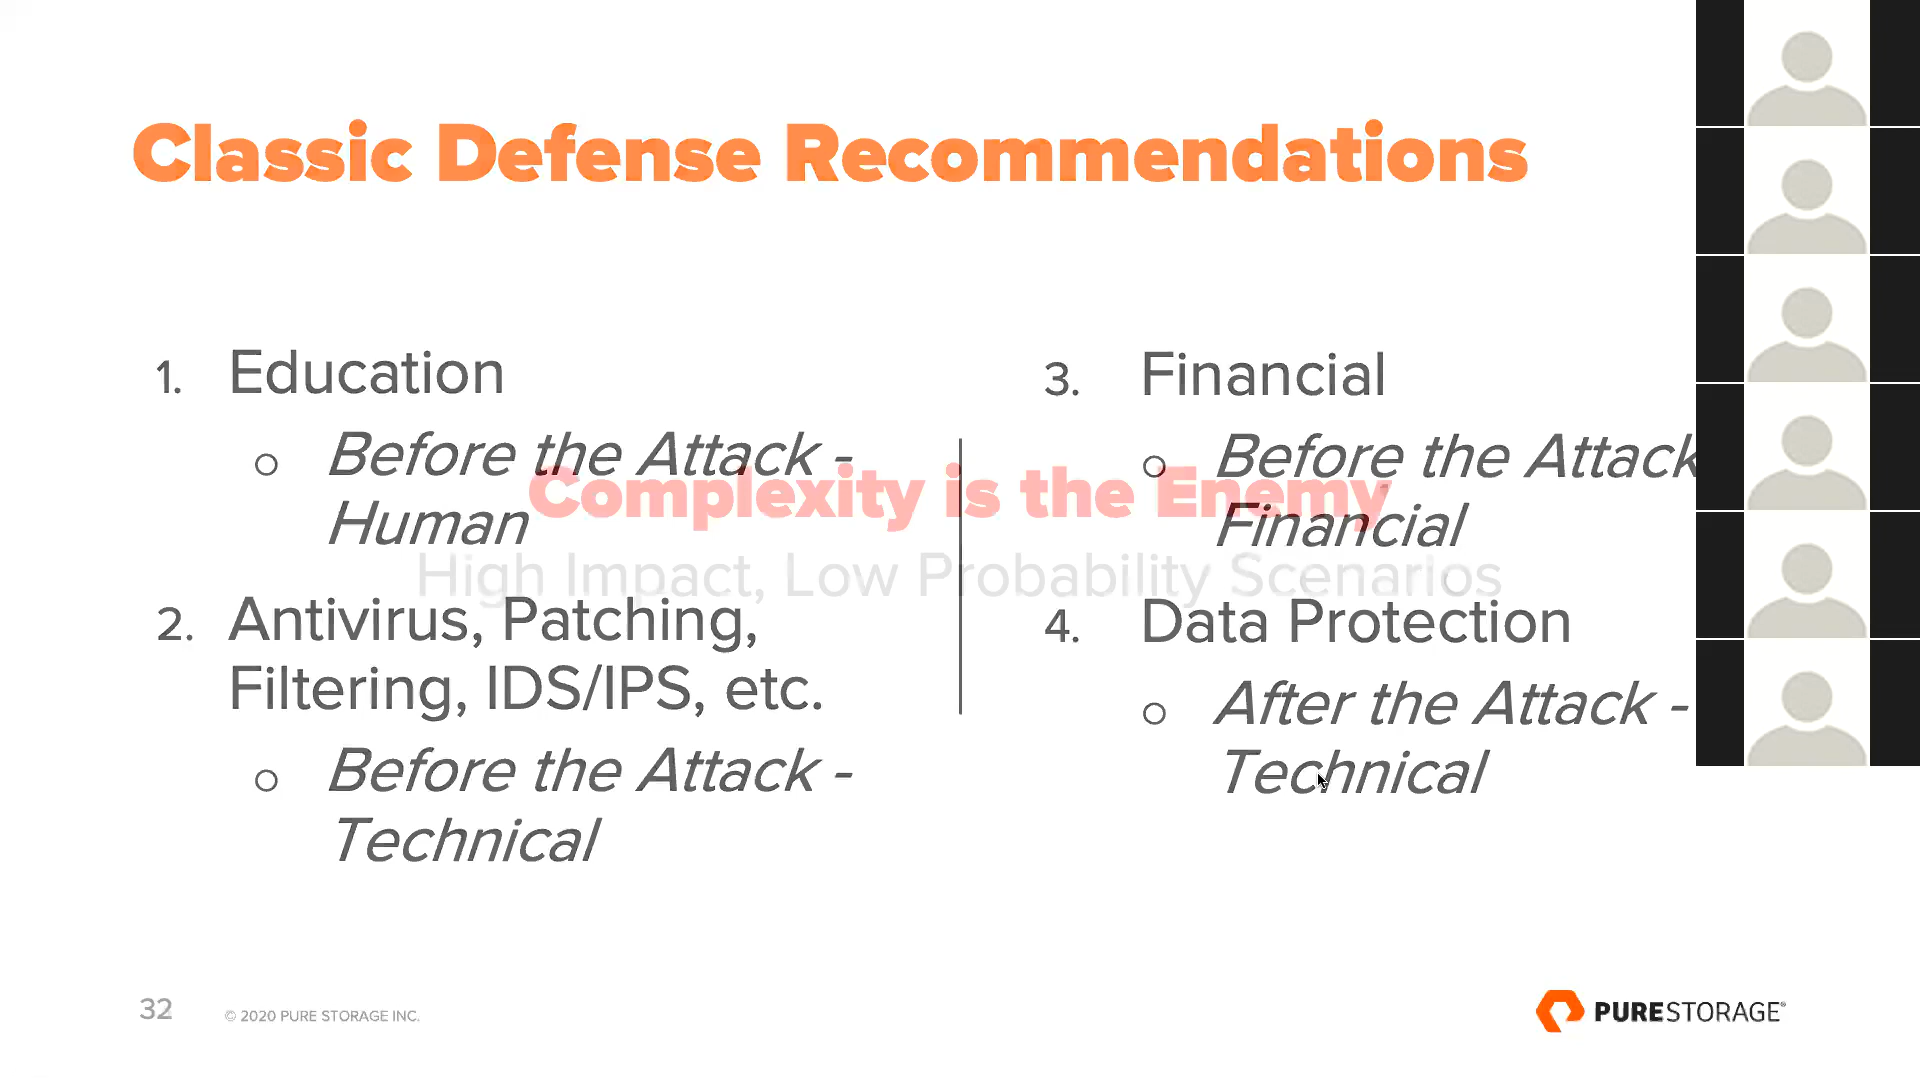 Classic Defense Recommendations
1. Education
○ Before the Attack -
Human
2. Antivirus, Patching,
Filtering, IDS/IPS, etc.
○ Before the Attack -
Technical
3. Financial
○ Before the Attack
Financial
4. Data Protection
○ After the Attack -
Technical
Complexity is the Enemy
High Impact, Low Probability Scenarios
32
© 2020 PURE STORAGE INC.
PURESTORAGE®